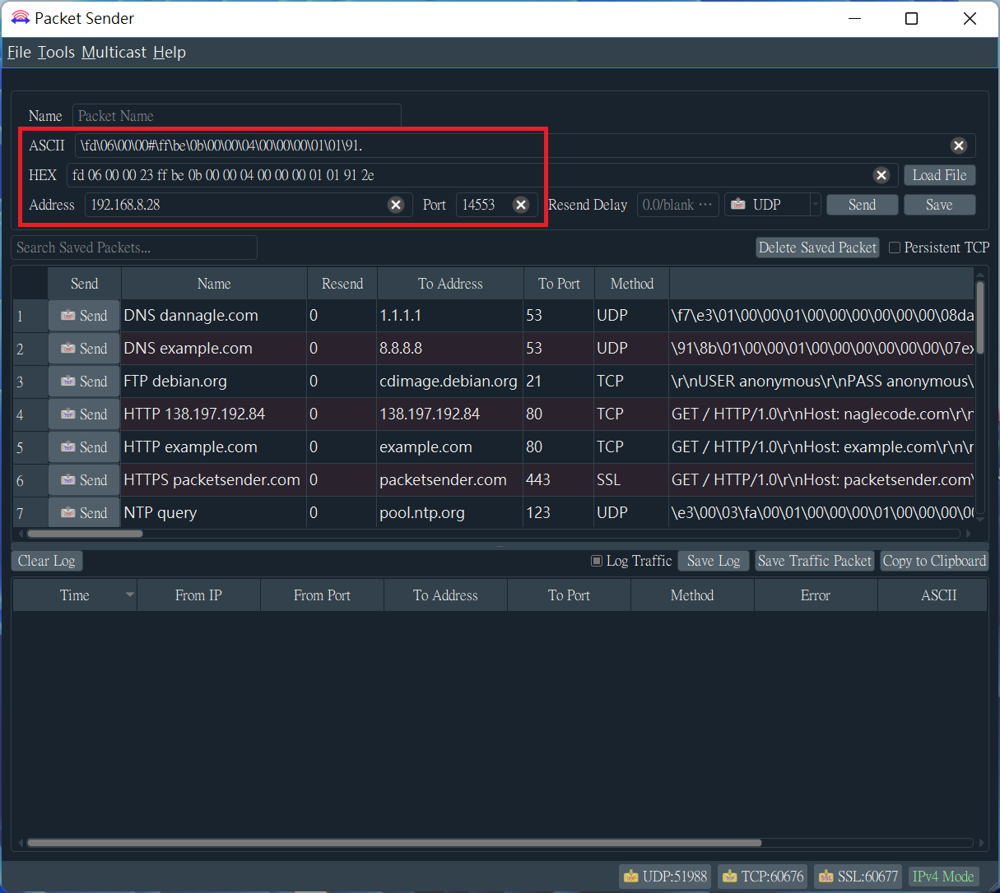 Packet Sender
File Tools Multicast Help
Name Packet Name
ASCII \fd\06\00\00#\ff\be\0b\00\00\04\00\00\00\01\01\91.
HEX fd 06 00 00 23 ff be 0b 00 00 04 00 00 00 01 01 91 2e Load File
Address 192.168.8.28 Port 14553 Resend Delay 0.0/blank ··· UDP Send Save
Search Saved Packets... Delete Saved Packet Persistent TCP
Send Name Resend To Address To Port Method
1 Send DNS dannagle.com 0 1.1.1.1 53 UDP \f7\e3\01\00\00\01\00\00\00\00\00\00\08da
2 Send DNS example.com 0 8.8.8.8 53 UDP \91\8b\01\00\00\01\00\00\00\00\00\00\07ex
3 Send FTP debian.org 0 cdimage.debian.org 21 TCP \r\nUSER anonymous\r\nPASS anonymous\
4 Send HTTP 138.197.192.84 0 138.197.192.84 80 TCP GET / HTTP/1.0\r\nHost: naglecode.com\r\n
5 Send HTTP example.com 0 example.com 80 TCP GET / HTTP/1.0\r\nHost: example.com\r\n\r
6 Send HTTPS packetsender.com 0 packetsender.com 443 SSL GET / HTTP/1.0\r\nHost: packetsender.com\
7 Send NTP query 0 pool.ntp.org 123 UDP \e3\00\03\fa\00\01\00\00\00\01\00\00\00\00
Clear Log Log Traffic Save Log Save Traffic Packet Copy to Clipboard
Time From IP From Port To Address To Port Method Error ASCII
UDP:51988 TCP:60676 SSL:60677 IPv4 Mode